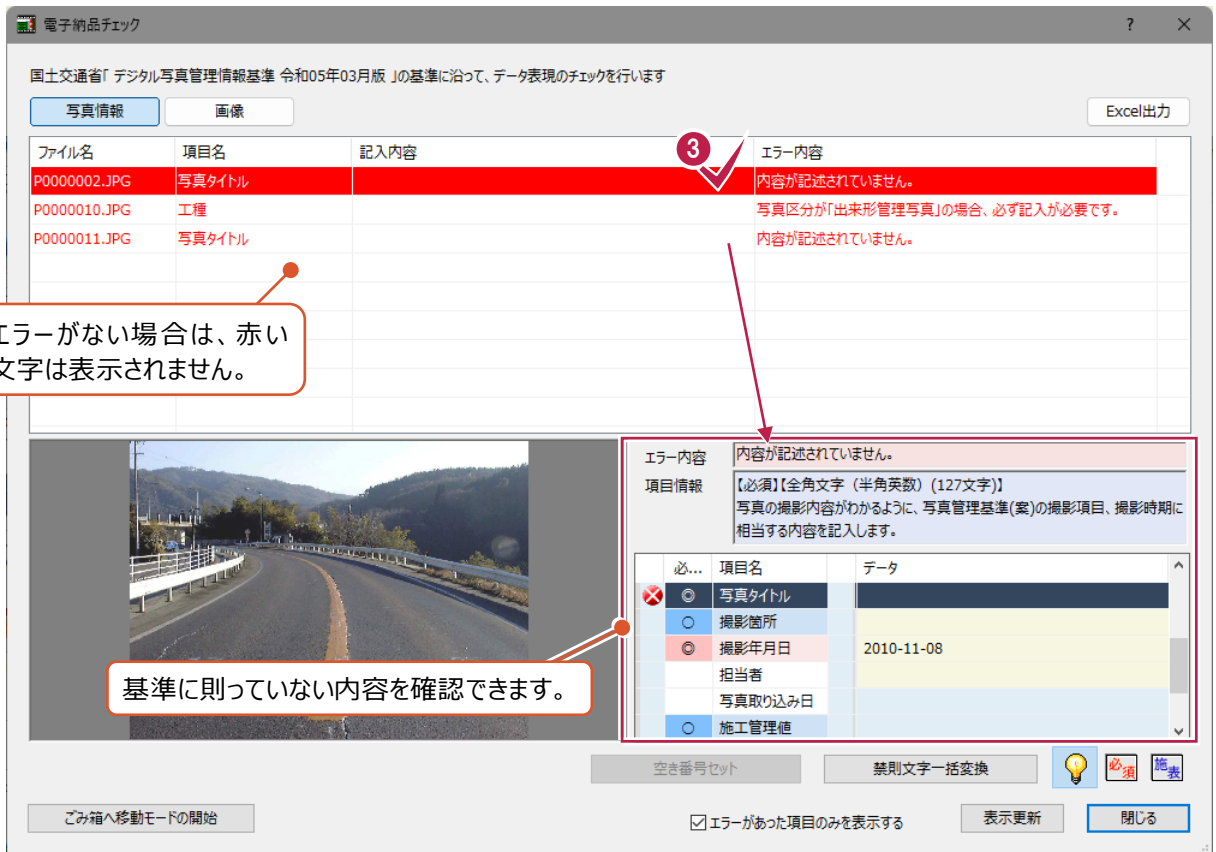 電子納品チェック
? ×
国土交通省「 デジタル写真管理情報基準 令和05年03月版 」の基準に沿って、データ表現のチェックを行います
写真情報 画像 Excel出力
ファイル名 項目名 記入内容 エラー内容
3
P0000002.JPG 写真タイトル 内容が記述されていません。
P0000010.JPG 工種 写真区分が「出来形管理写真」の場合、必ず記入が必要です。
P0000011.JPG 写真タイトル 内容が記述されていません。
エラーがない場合は、赤い
文字は表示されません。
エラー内容 内容が記述されていません。
項目情報 【必須】【全角文字（半角英数）(127文字)】
写真の撮影内容がわかるように、写真管理基準(案)の撮影項目、撮影時期に
相当する内容を記入します。
必... 項目名 データ
◎ 写真タイトル
○ 撮影箇所
◎ 撮影年月日 2010-11-08
担当者
写真取り込み日
○ 施工管理値
基準に則っていない内容を確認できます。
空き番号セット 禁則文字一括変換 必須 施表
ごみ箱へ移動モードの開始 エラーがあった項目のみを表示する 表示更新 閉じる